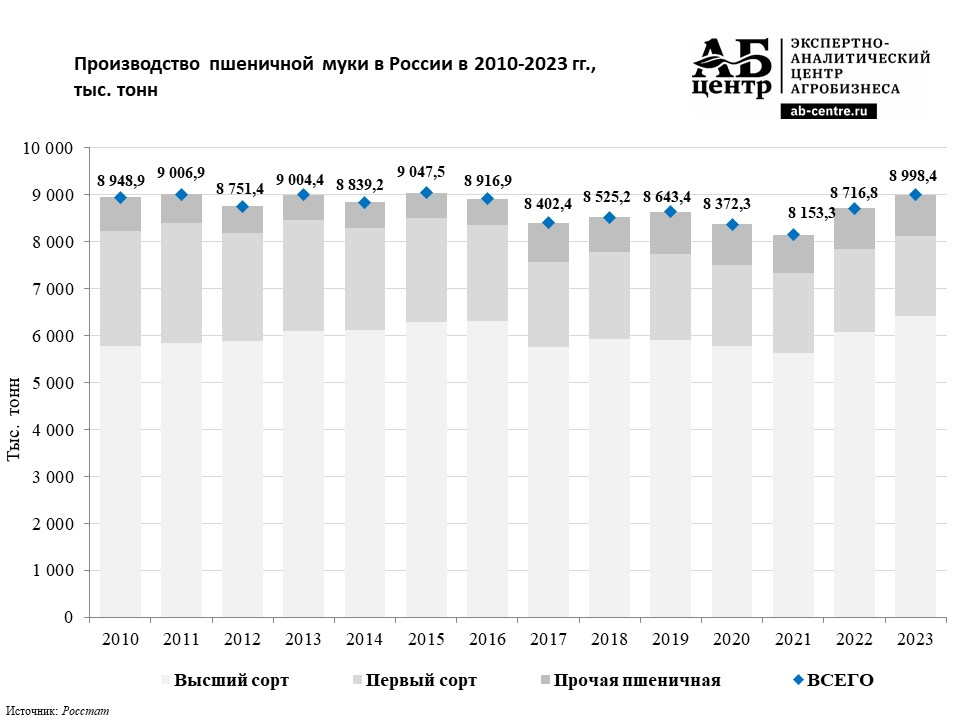 Производство пшеничной муки в России в 2010-2023 гг.,
тыс. тонн
АБ
центр
ЭКСПЕРТНО-
АНАЛИТИЧЕСКИЙ
ЦЕНТР
АГРОБИЗНЕСА
ab-centre.ru
Тыс. тонн
10 000
9 000
8 000
7 000
6 000
5 000
4 000
3 000
2 000
1 000
0
8 948,9
9 006,9
8 751,4
9 004,4
8 839,2
9 047,5
8 916,9
8 402,4
8 525,2
8 643,4
8 372,3
8 153,3
8 716,8
8 998,4
2010 2011 2012 2013 2014 2015 2016 2017 2018 2019 2020 2021 2022 2023
Высший сорт Первый сорт Прочая пшеничная ВСЕГО
Источник: Росстат